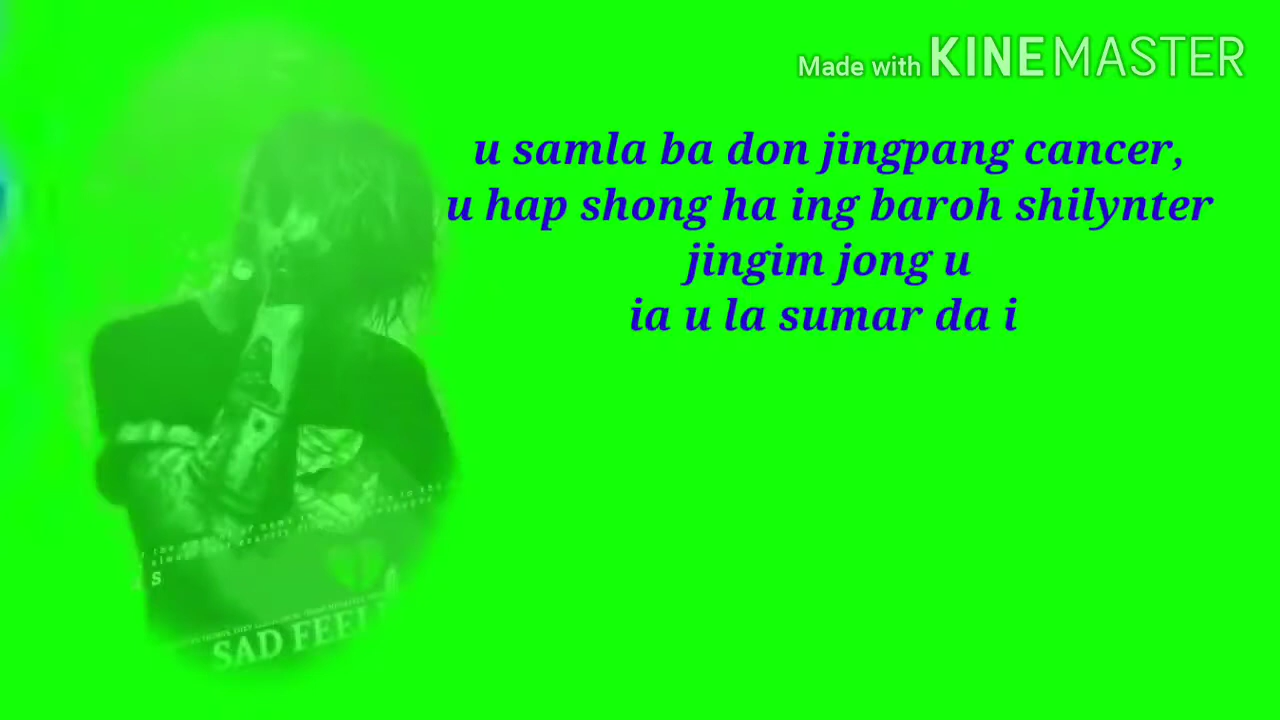 Made with KINEMASTER
u samla ba don jingpang cancer,
u hap shong ha ing baroh shilynter
jingim jong u
ia u la sumar da i
S
SAD FEEL